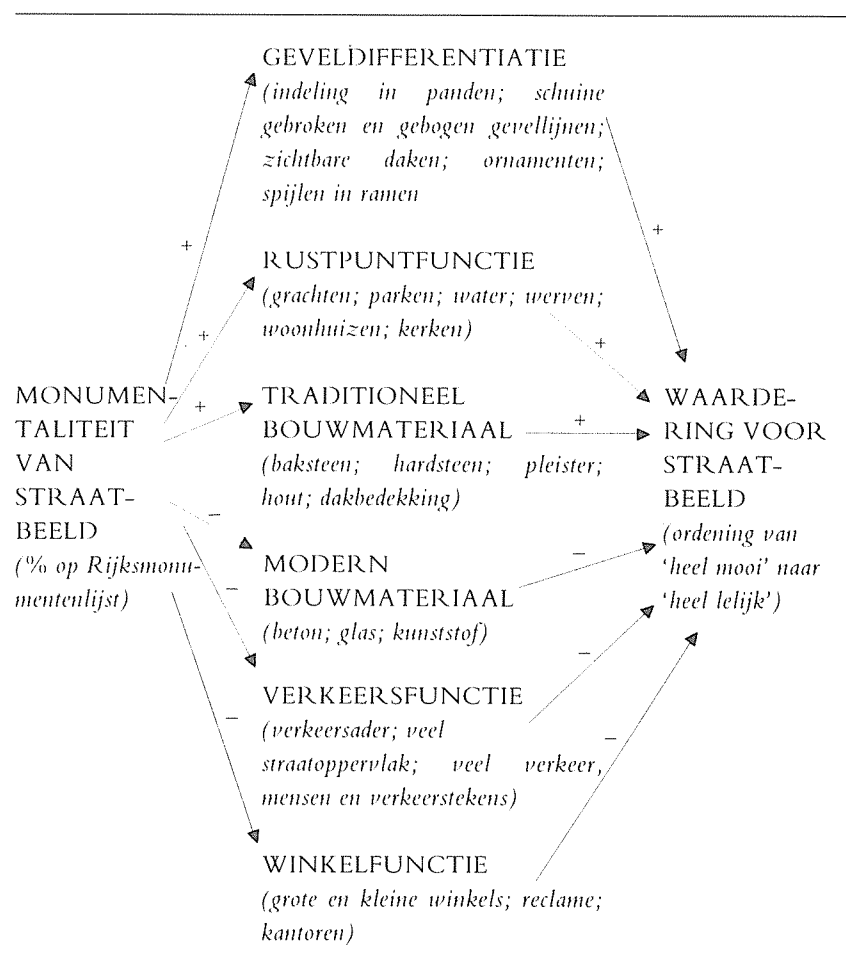 GEVELDIFFERENTIATIE
(indeling in panden; schuine
gebroken en gebogen gevellijnen;
zichtbare daken; ornamenten;
spijlen in ramen
+
+
RUSTPUNTFUNCTIE
(grachten; parken; water; werven;
woonhuizen; kerken)
+
+
MONUMEN-
TALITEIT
VAN
STRAAT-
BEELD
(% op Rijksmonu-
mentenlijst)
+
TRADITIONEEL
BOUWMATERIAAL
(baksteen; hardsteen; pleister;
hout; dakbedekking)
+
WAARDE-
RING VOOR
STRAAT-
BEELD
(ordening van
‘heel mooi’ naar
‘heel lelijk’)
–
MODERN
BOUWMATERIAAL
(beton; glas; kunststof)
–
–
VERKEERSFUNCTIE
(verkeersader; veel
straatoppervlak; veel verkeer,
mensen en verkeerstekens)
–
–
WINKELFUNCTIE
(grote en kleine winkels; reclame;
kantoren)
–